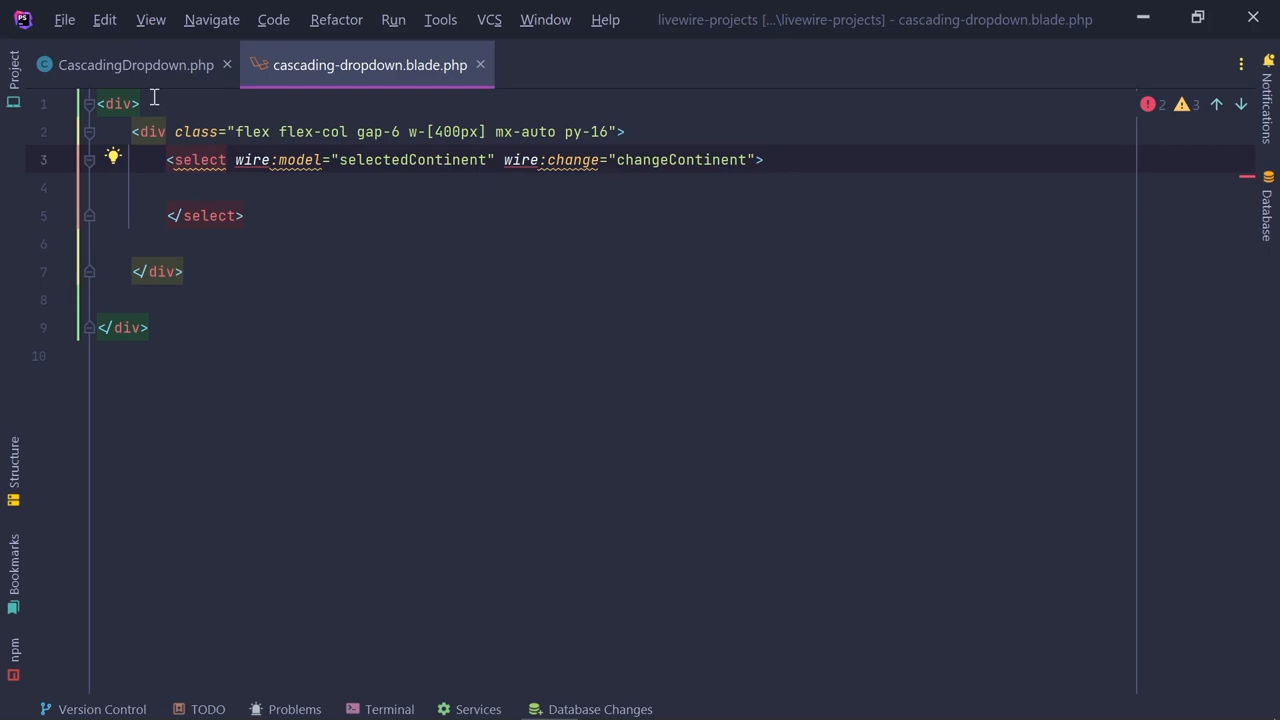 PS File Edit View Navigate Code Refactor Run Tools VCS Window Help livewire-projects [...\livewire-projects] - cascading-dropdown.blade.php
Project
C CascadingDropdown.php cascading-dropdown.blade.php
Notifications
Database
2 3
1 <div>
2 <div class="flex flex-col gap-6 w-[400px] mx-auto py-16">
3 <select wire:model="selectedContinent" wire:change="changeContinent">
4
5 </select>
6
7 </div>
8
9 </div>
10
Structure
Bookmarks
npm
Version Control TODO Problems Terminal Services Database Changes